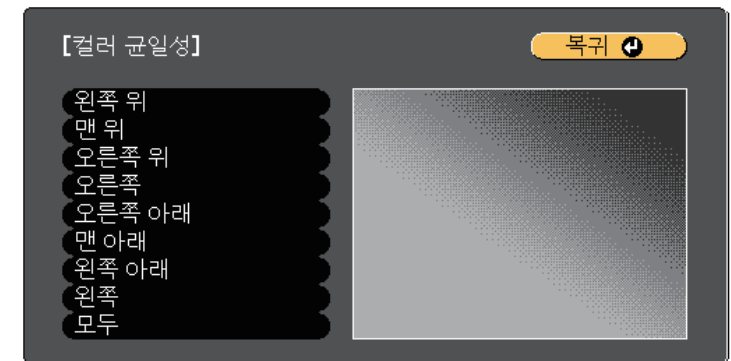 [컬러 균일성]
복귀
왼쪽 위
맨 위
오른쪽 위
오른쪽
오른쪽 아래
맨 아래
왼쪽 아래
왼쪽
모두